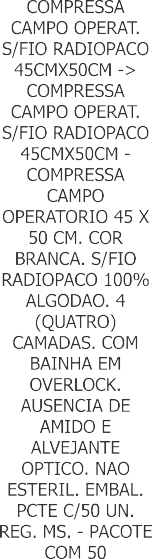 COMPRESSA
CAMPO OPERAT.
S/FIO RADIOPACO
45CMX50CM ->
COMPRESSA
CAMPO OPERAT.
S/FIO RADIOPACO
45CMX50CM -
COMPRESSA
CAMPO
OPERATORIO 45 X
50 CM. COR
BRANCA. S/FIO
RADIOPACO 100%
ALGODAO. 4
(QUATRO)
CAMADAS. COM
BAINHA EM
OVERLOCK.
AUSENCIA DE
AMIDO E
ALVEJANTE
OPTICO. NAO
ESTERIL. EMBAL.
PCTE C/50 UN.
REG. MS. - PACOTE
COM 50